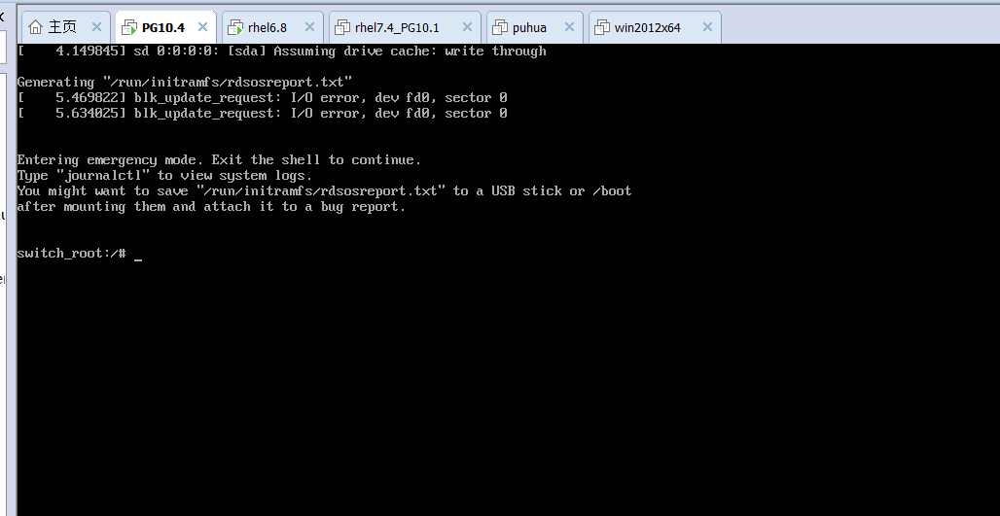 主页
PG10.4
rhel6.8
rhel7.4_PG10.1
puhua
win2012x64
[    4.149845] sd 0:0:0:0: [sda] Assuming drive cache: write through
Generating "/run/initramfs/rdsosreport.txt"
[    5.469822] blk_update_request: I/O error, dev fd0, sector 0
[    5.634025] blk_update_request: I/O error, dev fd0, sector 0
Entering emergency mode. Exit the shell to continue.
Type "journalctl" to view system logs.
You might want to save "/run/initramfs/rdsosreport.txt" to a USB stick or /boot
after mounting them and attach it to a bug report.
switch_root:/# _